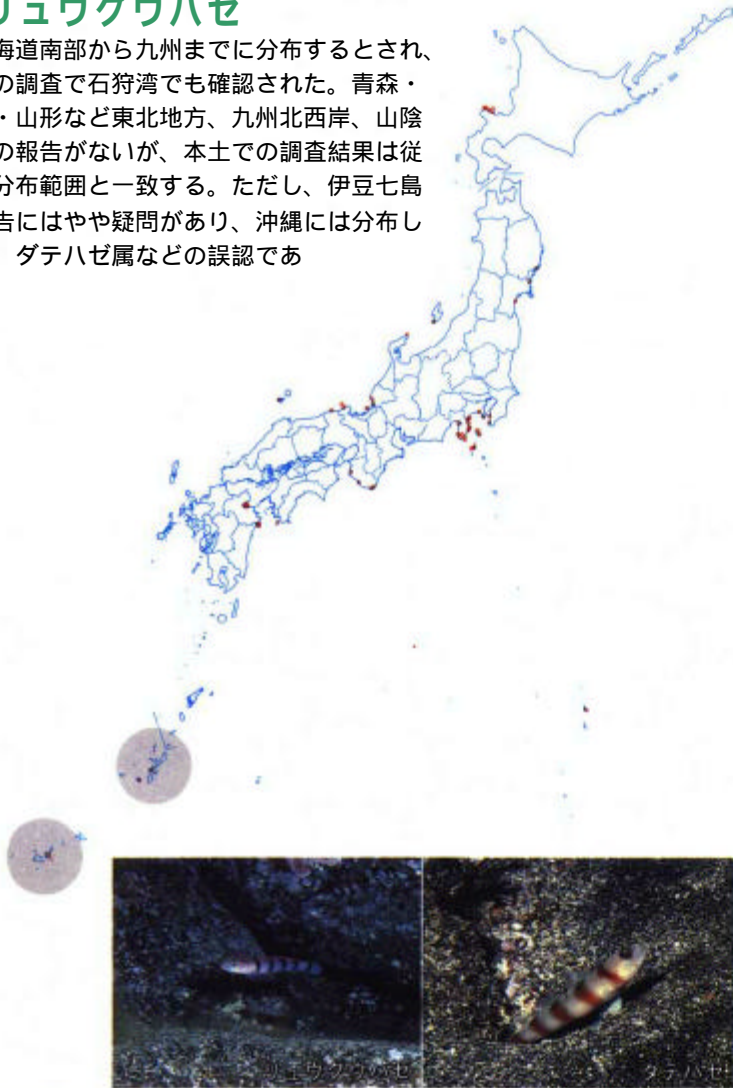 リュウグウハゼ
海道南部から九州までに分布するとされ、
の調査で石狩湾でも確認された。青森・
・山形など東北地方、九州北西岸、山陰
の報告がないが、本土での調査結果は従
分布範囲と一致する。ただし、伊豆七島
告にはやや疑問があり、沖縄には分布し
、ダテハゼ属などの誤認であ
リュウグウハゼ
ダテハゼ